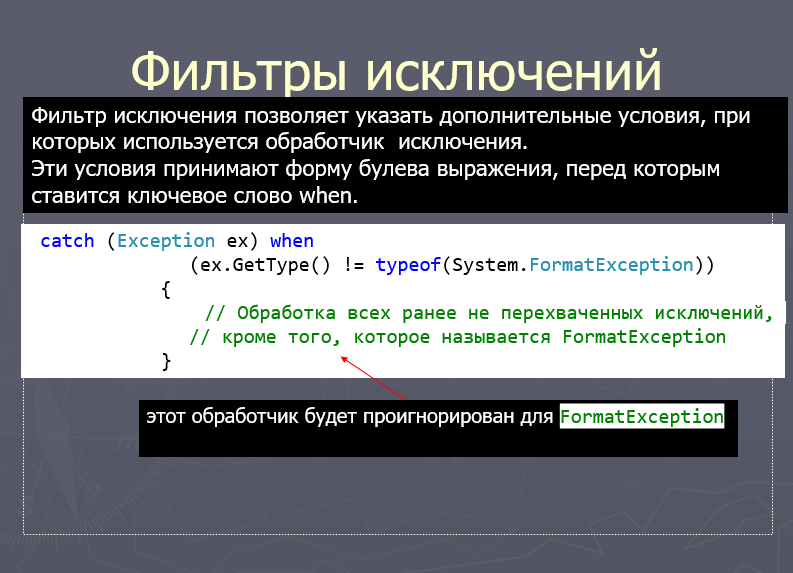 Фильтры исключений
Фильтр исключения позволяет указать дополнительные условия, при
которых используется обработчик исключения.
Эти условия принимают форму булева выражения, перед которым
ставится ключевое слово when.
catch (Exception ex) when
(ex.GetType() != typeof(System.FormatException))
{
// Обработка всех ранее не перехваченных исключений,
// кроме того, которое называется FormatException
}
этот обработчик будет проигнорирован для FormatException